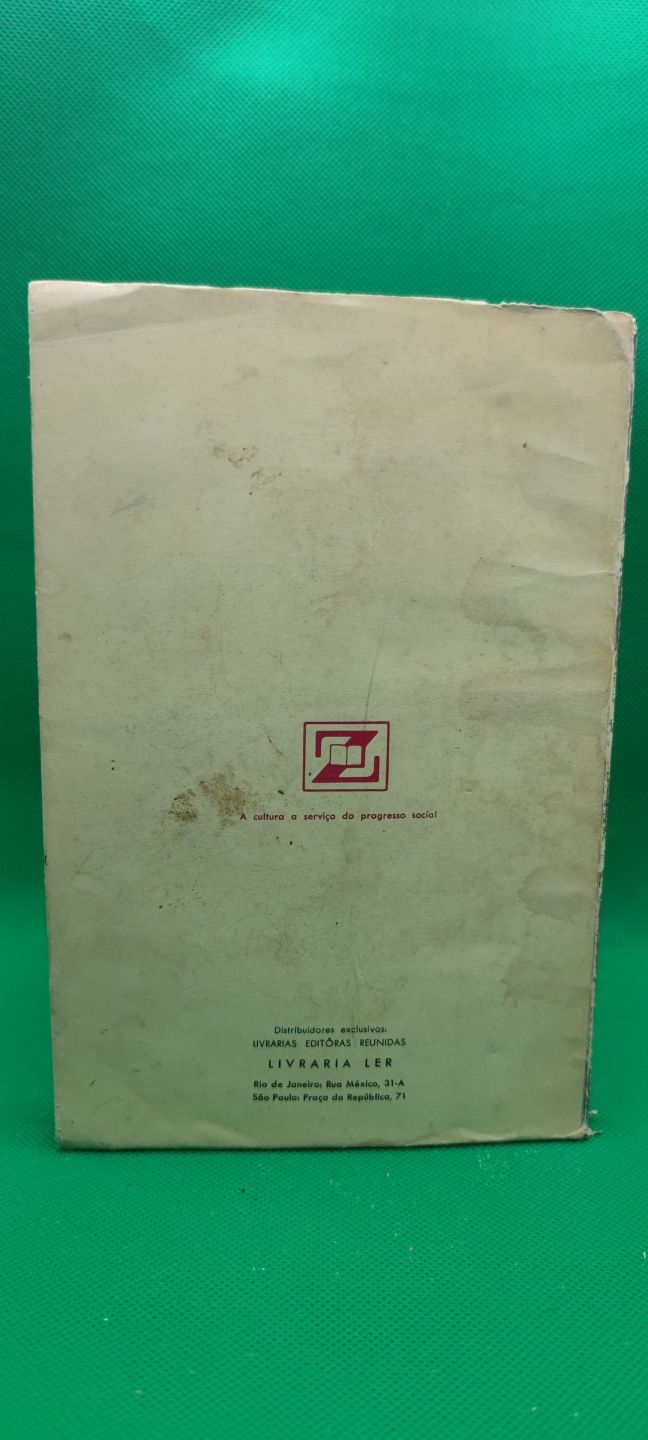 A cultura a serviço do progresso social
Distribuidores exclusivos:
LIVRARIAS EDITÔRAS REUNIDAS
LIVRARIA LER
Rio de Janeiro: Rua México, 31-A
São Paulo: Praça da República, 71